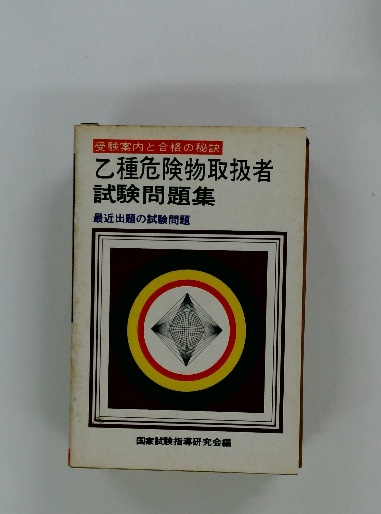 受験案内と合格の秘訣
乙種危険物取扱者
試験問題集
最近出題の試験問題
国家試験指導研究会編